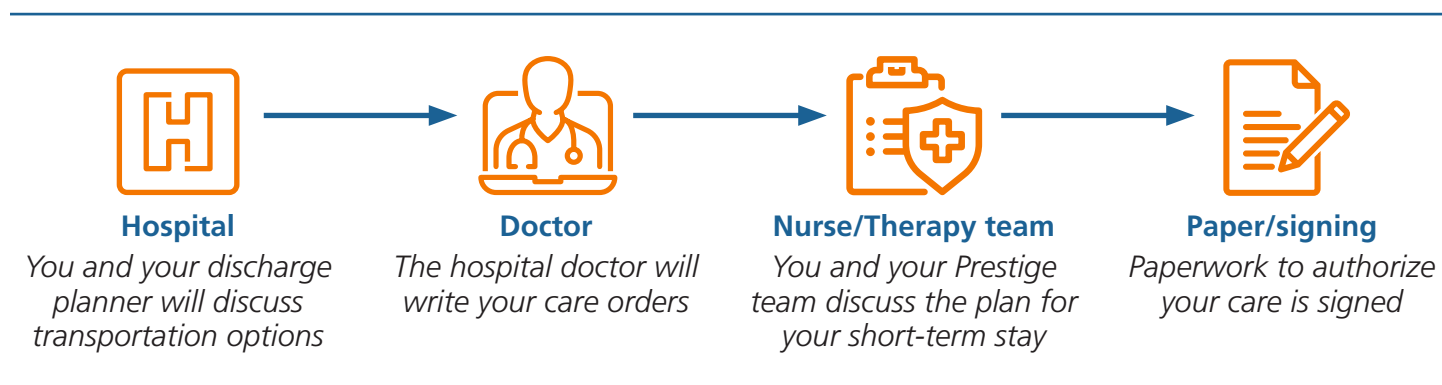 H
Hospital
You and your discharge
planner will discuss
transportation options
Doctor
The hospital doctor will
write your care orders
Nurse/Therapy team
You and your Prestige
team discuss the plan for
your short-term stay
Paper/signing
Paperwork to authorize
your care is signed